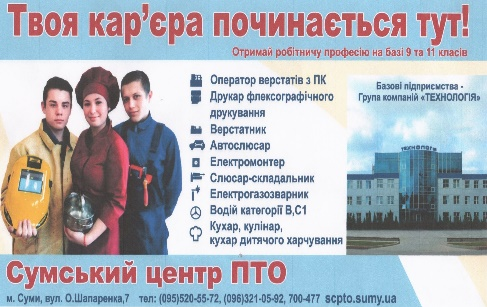 Твоя кар’єра починається тут!
Отримай робітничу професію на базі 9 та 11 класів
Оператор верстатів з ПК
Друкар флексографічного
друкування
Верстатник
Автослюсар
Електромонтер
Слюсар-складальник
Електрогазозварник
Водій категорії В,С1
Кухар, кулінар,
кухар дитячого харчування
Базові підприємства -
Група компаній «ТЕХНОЛОГІЯ»
ТЕХНОЛОГІЯ
Сумський центр ПТО
м. Суми, вул. О.Шапаренка,7 тел: (095)520-55-72, (096)321-05-92, 700-477 scpto.sumy.ua